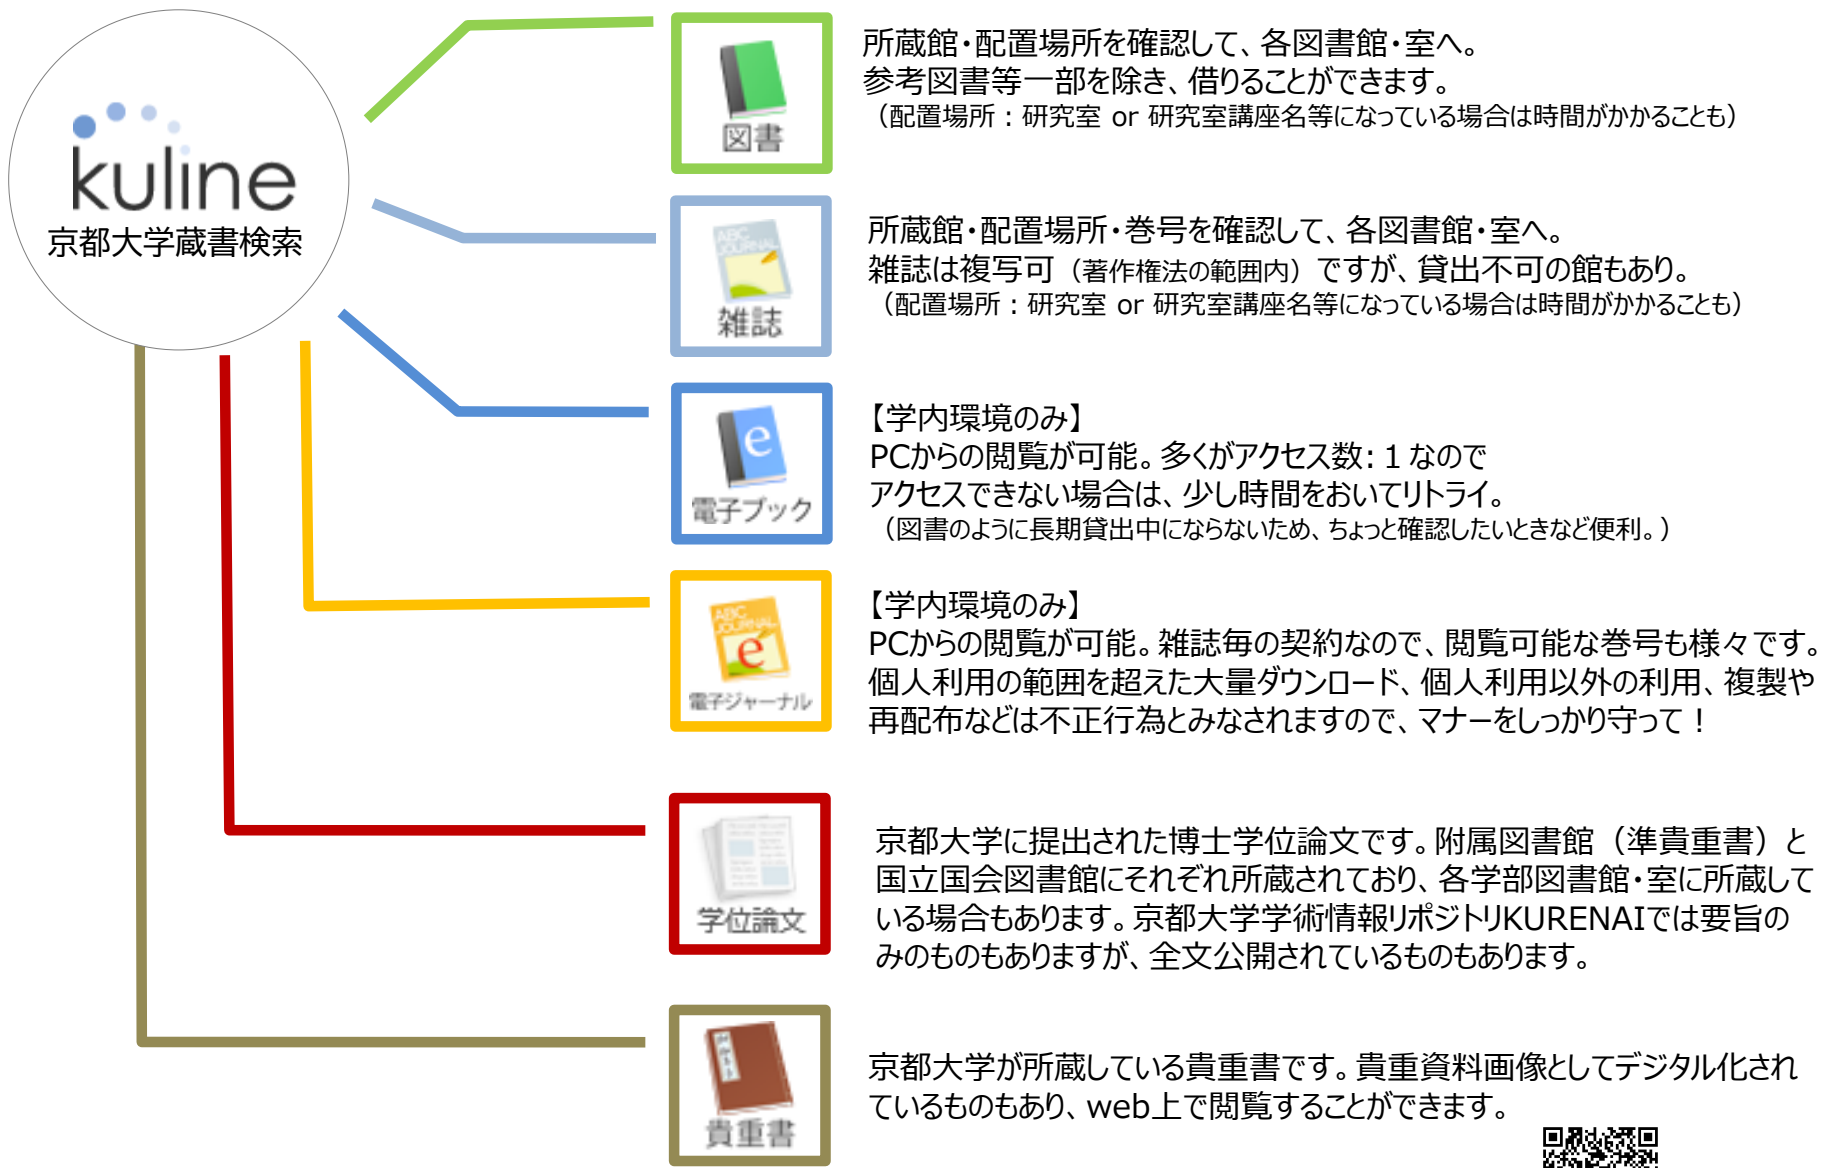 kuline
京都大学蔵書検索
図書
所蔵館・配置場所を確認して、各図書館・室へ。
参考図書等一部を除き、借りることができます。
（配置場所：研究室 or 研究室講座名等になっている場合は時間がかかることも）
ABC
JOURNAL
雑誌
所蔵館・配置場所・巻号を確認して、各図書館・室へ。
雑誌は複写可（著作権法の範囲内）ですが、貸出不可の館もあり。
（配置場所：研究室 or 研究室講座名等になっている場合は時間がかかることも）
e
電子ブック
【学内環境のみ】
PCからの閲覧が可能。多くがアクセス数：１なので
アクセスできない場合は、少し時間をおいてリトライ。
（図書のように長期貸出中にならないため、ちょっと確認したいときなど便利。）
ABC
JOURNAL
e
電子ジャーナル
【学内環境のみ】
PCからの閲覧が可能。雑誌毎の契約なので、閲覧可能な巻号も様々です。
個人利用の範囲を超えた大量ダウンロード、個人利用以外の利用、複製や
再配布などは不正行為とみなされますので、マナーをしっかり守って！
学位論文
京都大学に提出された博士学位論文です。附属図書館（準貴重書）と
国立国会図書館にそれぞれ所蔵されており、各学部図書館・室に所蔵して
いる場合もあります。京都大学学術情報リポジトリKURENAIでは要旨の
みのものもありますが、全文公開されているものもあります。
貴重書
京都大学が所蔵している貴重書です。貴重資料画像としてデジタル化され
ているものもあり、web上で閲覧することができます。